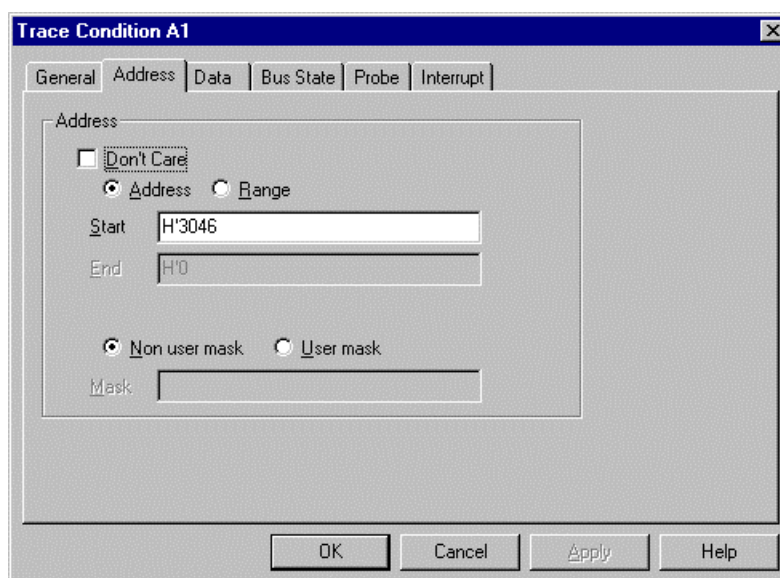 Trace Condition A1
General Address Data Bus State Probe Interrupt
Address
Don't Care
Address Range
Start H'3046
End H'0
Non user mask User mask
Mask
OK Cancel Apply Help